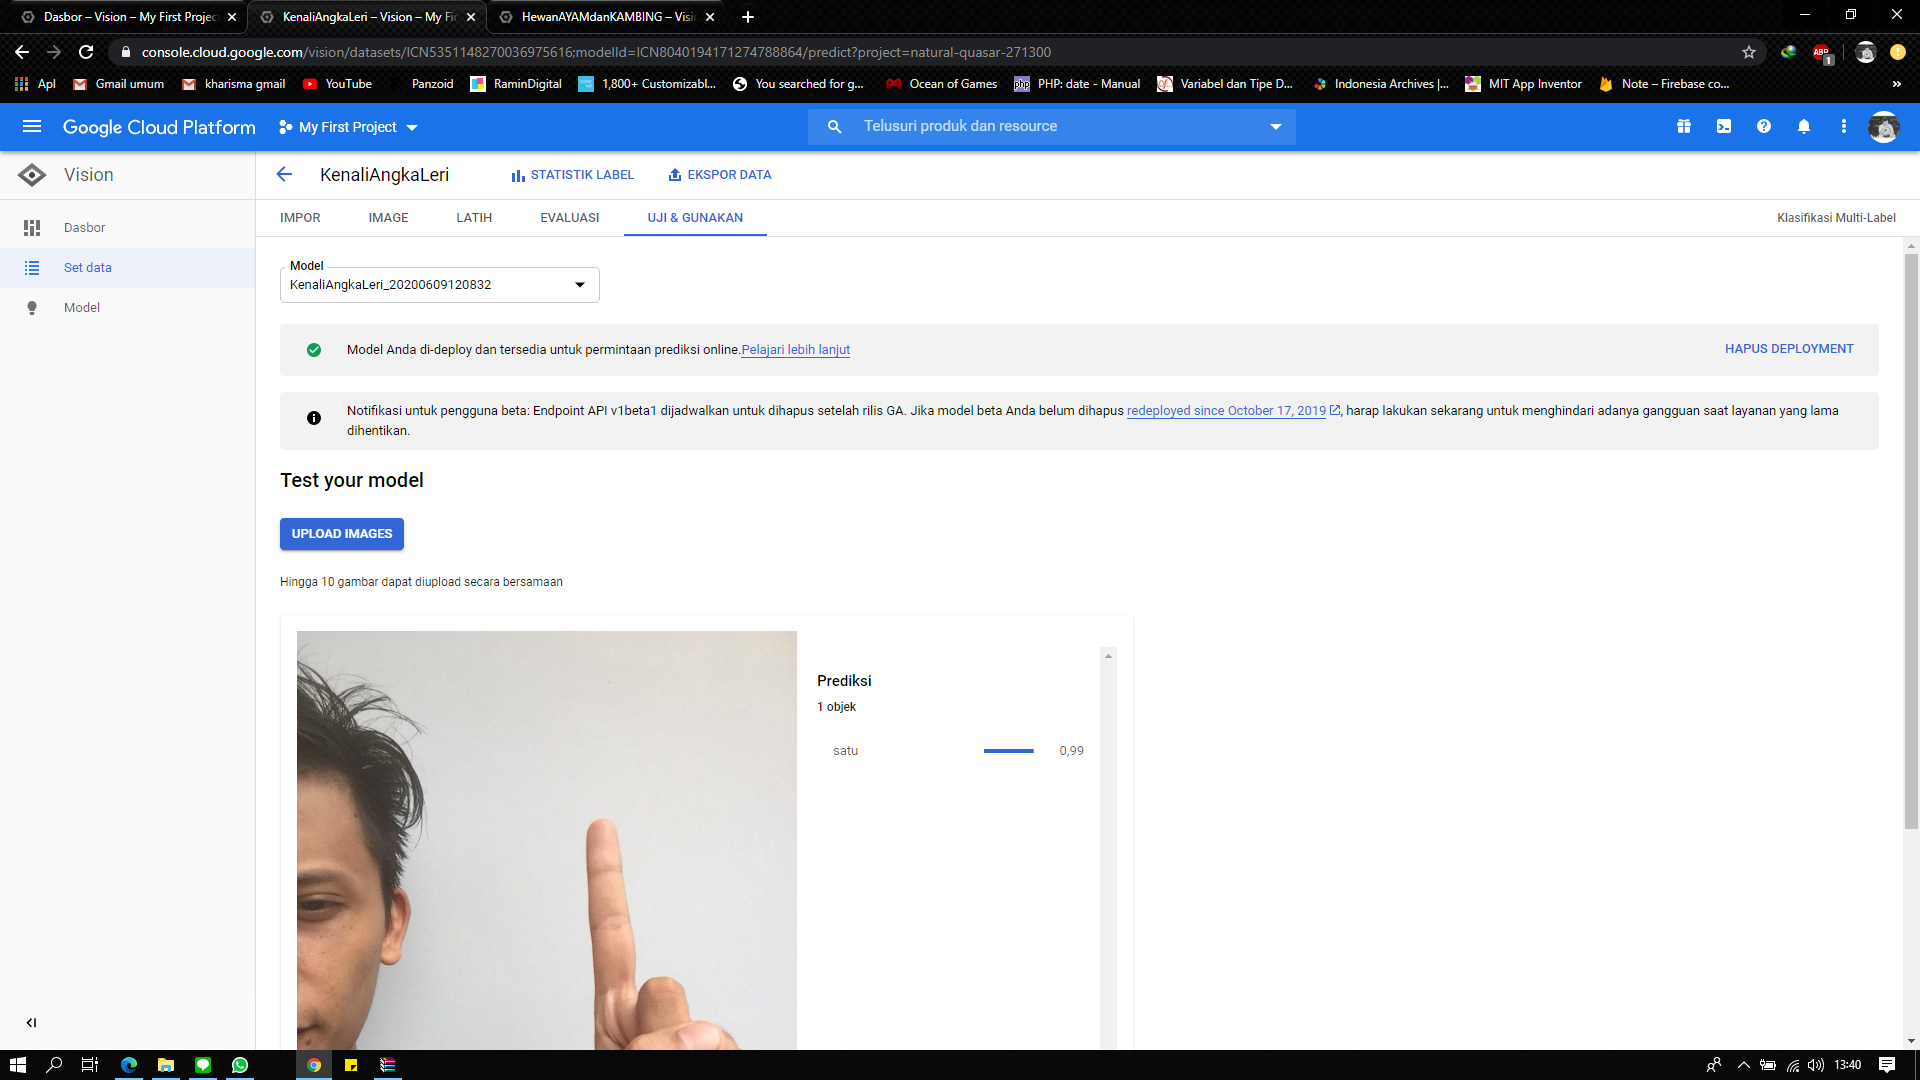 Dasbor – Vision – My First Projec
KenaliAngkaLeri – Vision – My Fir
HewanAYAMdanKAMBING – Visi
console.cloud.google.com/vision/datasets/ICN5351148270036975616;modelId=ICN8040194171274788864/predict?project=natural-quasar-271300
ABP
1
Apl
Gmail umum
kharisma gmail
YouTube
Panzoid
RaminDigital
1,800+ Customizabl...
You searched for g...
Ocean of Games
php
PHP: date - Manual
Variabel dan Tipe D...
Indonesia Archives |...
MIT App Inventor
Note – Firebase co...
»
Google Cloud Platform
My First Project
Telusuri produk dan resource
Vision
KenaliAngkaLeri
STATISTIK LABEL
EKSPOR DATA
Dasbor
Set data
Model
IMPOR
IMAGE
LATIH
EVALUASI
UJI & GUNAKAN
Klasifikasi Multi-Label
Model
KenaliAngkaLeri_20200609120832
Model Anda di-deploy dan tersedia untuk permintaan prediksi online.Pelajari lebih lanjut
HAPUS DEPLOYMENT
Notifikasi untuk pengguna beta: Endpoint API v1beta1 dijadwalkan untuk dihapus setelah rilis GA. Jika model beta Anda belum dihapus redeployed since October 17, 2019, harap lakukan sekarang untuk menghindari adanya gangguan saat layanan yang lama
dihentikan.
Test your model
UPLOAD IMAGES
Hingga 10 gambar dapat diupload secara bersamaan
Prediksi
1 objek
satu
0,99
13:40